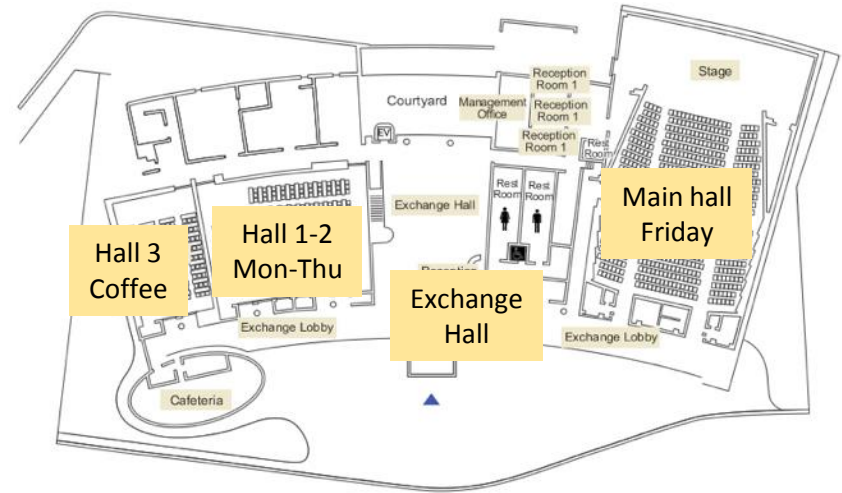 Stage
Reception
Room 1
Courtyard
Management
Office
Reception
Room 1
Reception
Room 1
EV
Rest
Room
Rest
Room
Rest
Room
Exchange Hall
Main hall
Friday
Hall 3
Coffee
Hall 1-2
Mon-Thu
Reception
Exchange
Hall
Exchange Lobby
Exchange Lobby
Cafeteria